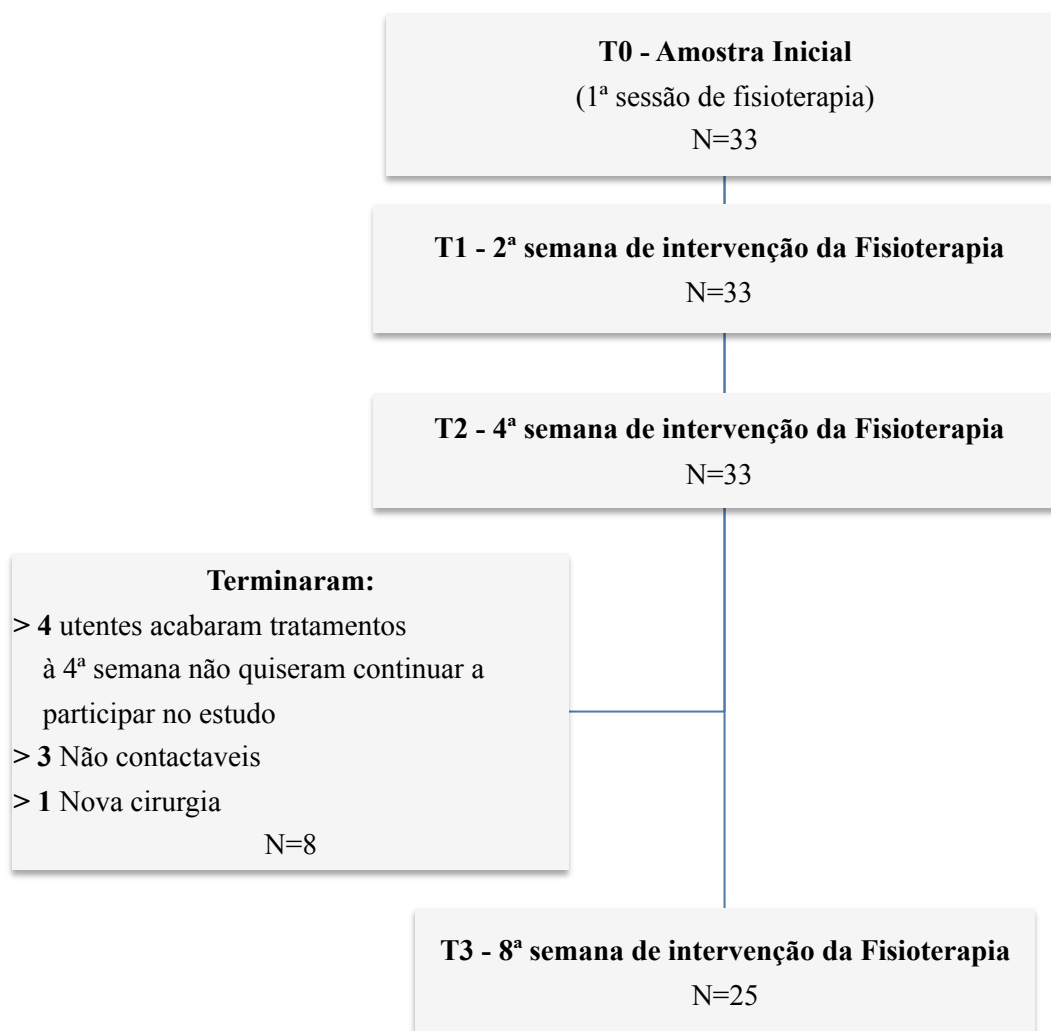 T0 - Amostra Inicial
(1ª sessão de fisioterapia)
N=33
T1 - 2ª semana de intervenção da Fisioterapia
N=33
T2 - 4ª semana de intervenção da Fisioterapia
N=33
Terminaram:
> 4 utentes acabaram tratamentos
à 4ª semana não quiseram continuar a
participar no estudo
> 3 Não contactaveis
> 1 Nova cirurgia
N=8
T3 - 8ª semana de intervenção da Fisioterapia
N=25